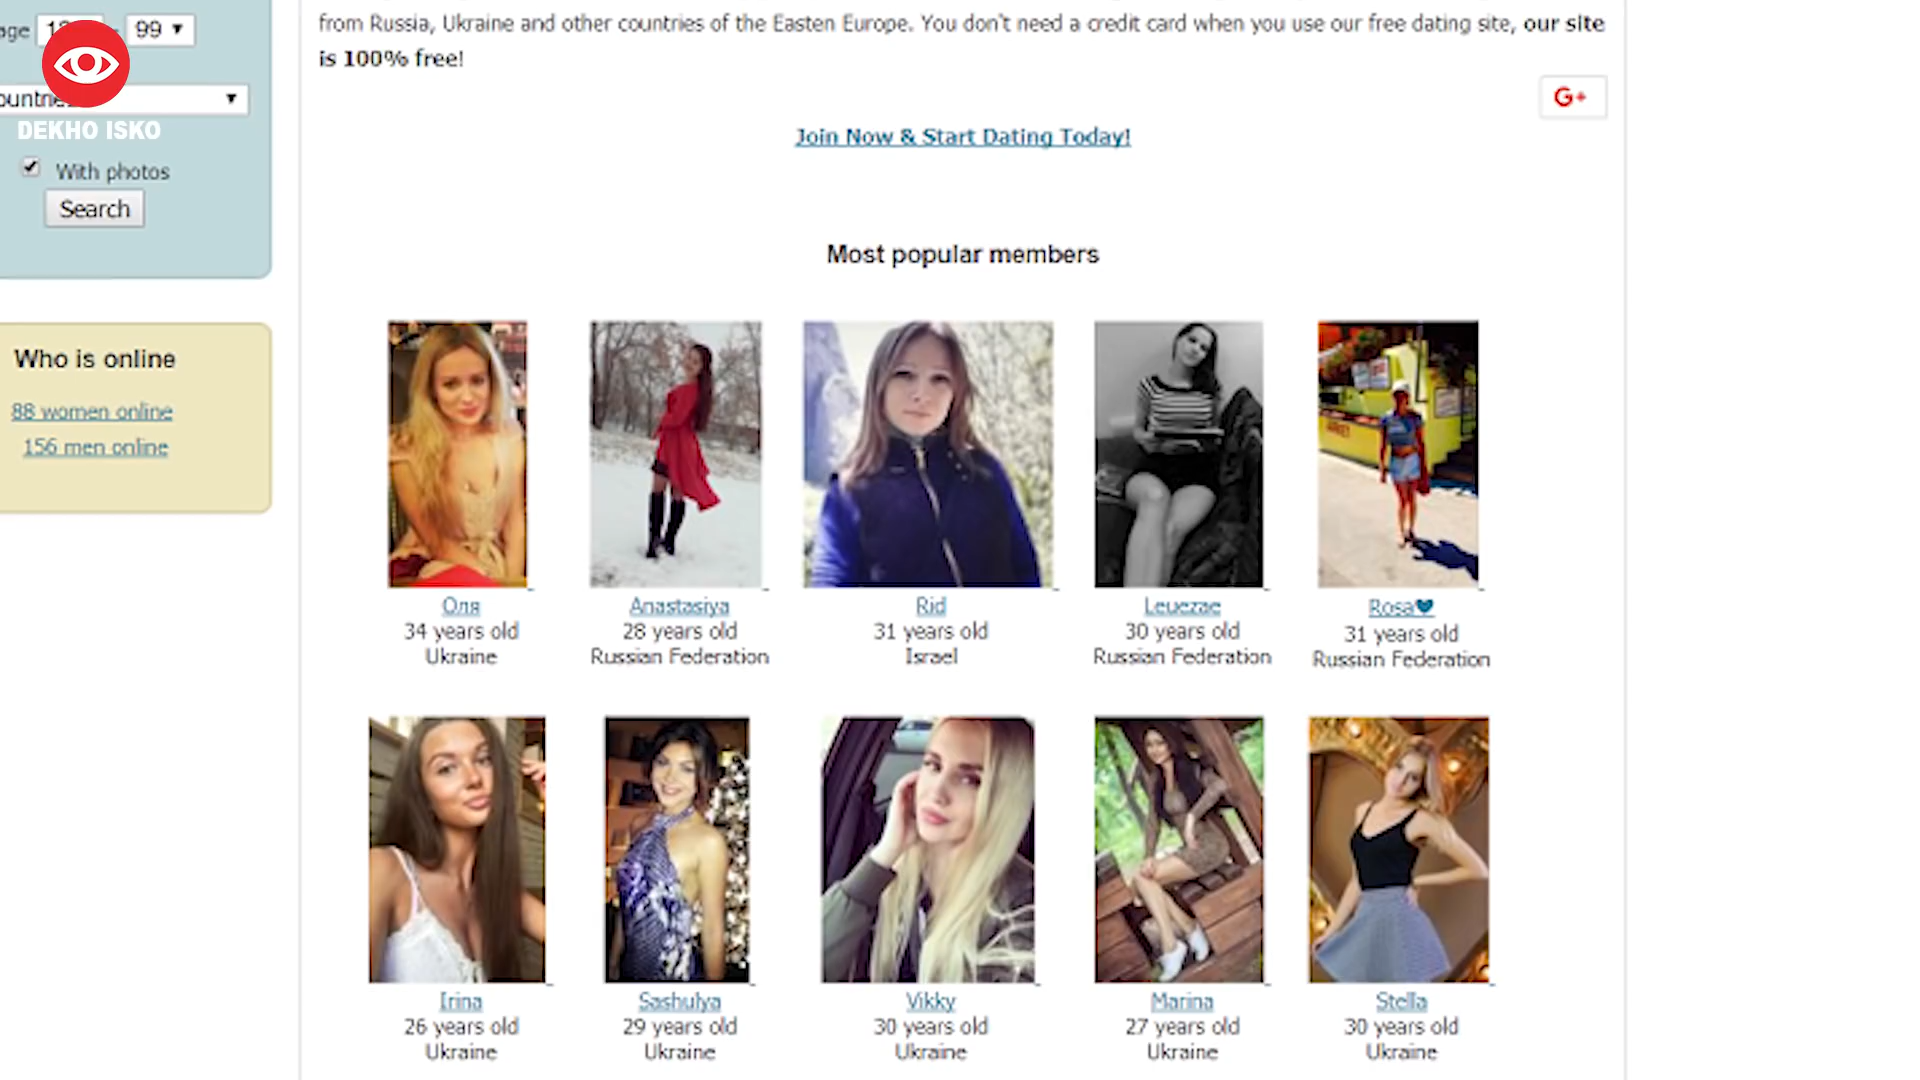 from Russia, Ukraine and other countries of the Easten Europe. You don't need a credit card when you use our free dating site, our site
is 100% free!
99
DEKHO ISKO
With photos
Search
G+
Join Now & Start Dating Today!
Most popular members
Who is online
88 women online
156 men online
Оля
34 years old
Ukraine
Anastasiya
28 years old
Russian Federation
Rid
31 years old
Israel
Leuezae
30 years old
Russian Federation
Rosa
31 years old
Russian Federation
Irina
26 years old
Ukraine
Sashulya
29 years old
Ukraine
Vikky
30 years old
Ukraine
Marina
27 years old
Ukraine
Stella
30 years old
Ukraine